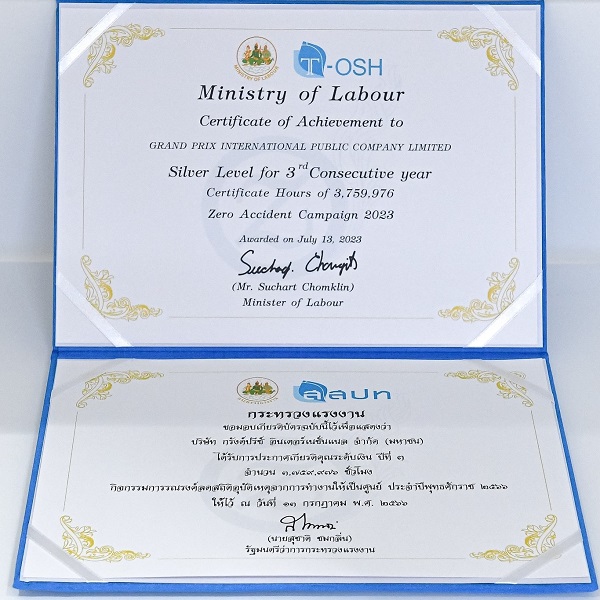 MINISTRY OF LABOUR
T-OSH
Ministry of Labour
Certificate of Achievement to
GRAND PRIX INTERNATIONAL PUBLIC COMPANY LIMITED
Silver Level for 3rd Consecutive year
Certificate Hours of 3,759,976
Zero Accident Campaign 2023
Awarded on July 13, 2023
(Mr. Suchart Chomklin)
Minister of Labour
สสปท
กระทรวงแรงงาน
ขอมอบเกียรติบัตรฉบับนี้ไว้เพื่อแสดงว่า
บริษัท กรังด์ปรีซ์ อินเตอร์เนชั่นแนล จำกัด (มหาชน)
ได้รับการประกาศเกียรติคุณระดับเงิน ปีที่ ๓
จำนวน ๓,๗๕๙,๙๗๖ ชั่วโมง
กิจกรรมการรณรงค์ลดสถิติอุบัติเหตุจากการทำงานให้เป็นศูนย์ ประจำปีพุทธศักราช ๒๕๖๖
ให้ไว้ ณ วันที่ ๑๓ กรกฎาคม พ.ศ. ๒๕๖๖
(นายสุชาติ ชมกลิ่น)
รัฐมนตรีว่าการกระทรวงแรงงาน